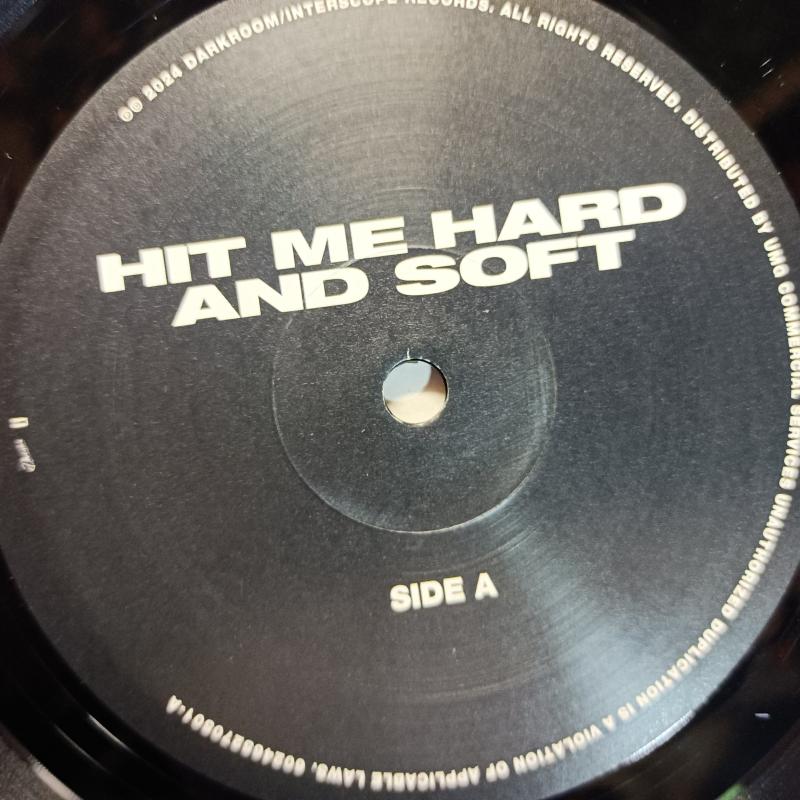 ℗© 2024 DARKROOM/INTERSCOPE RECORDS. ALL RIGHTS RESERVED. DISTRIBUTED BY UMG COMMERCIAL SERVICES UNAUTHORIZED DUPLICATION IS A VIOLATION OF APPLICABLE LAWS.
HIT ME HARD
AND SOFT
SIDE A